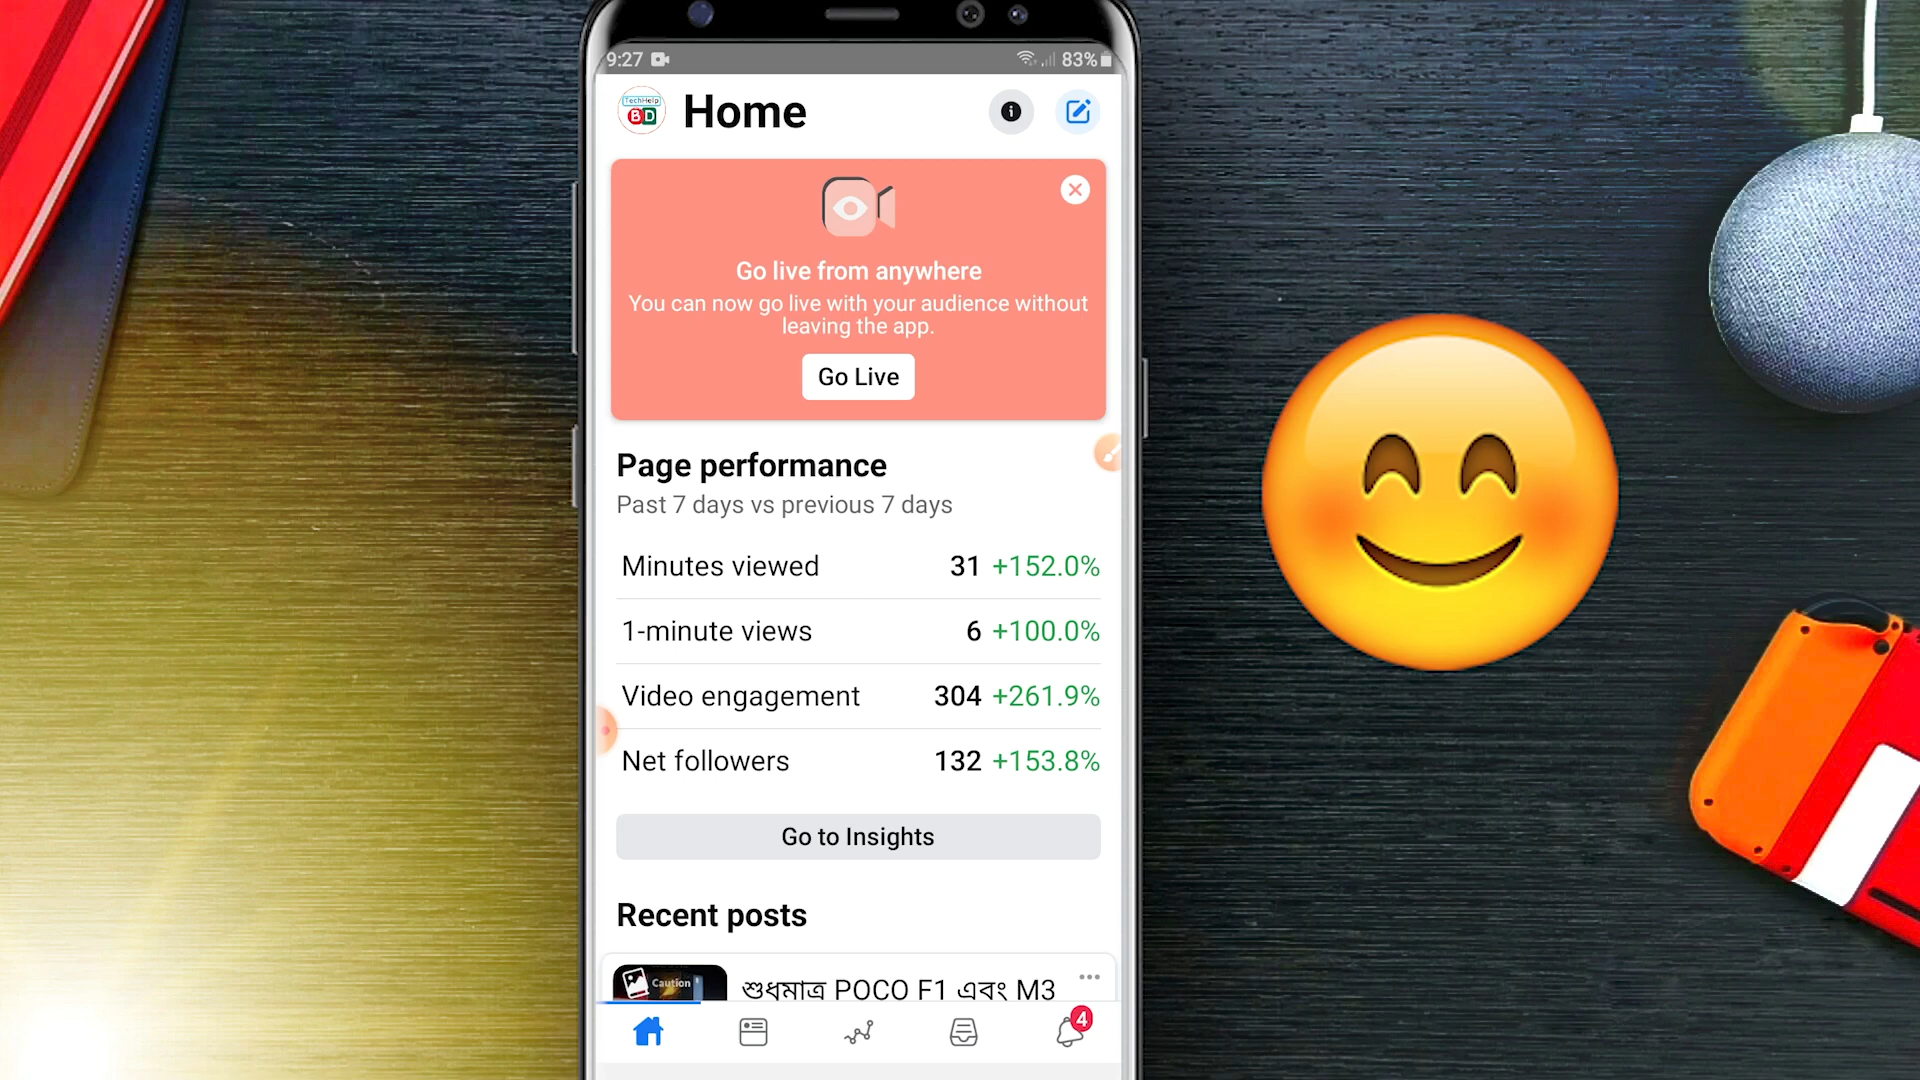 9:27
83%
TechHelp
BD
Home
Go live from anywhere
You can now go live with your audience without
leaving the app.
Go Live
Page performance
Past 7 days vs previous 7 days
Minutes viewed 31 +152.0%
1-minute views 6 +100.0%
Video engagement 304 +261.9%
Net followers 132 +153.8%
Go to Insights
Recent posts
Caution
শুধুমাত্র POCO F1 এবং M3
4